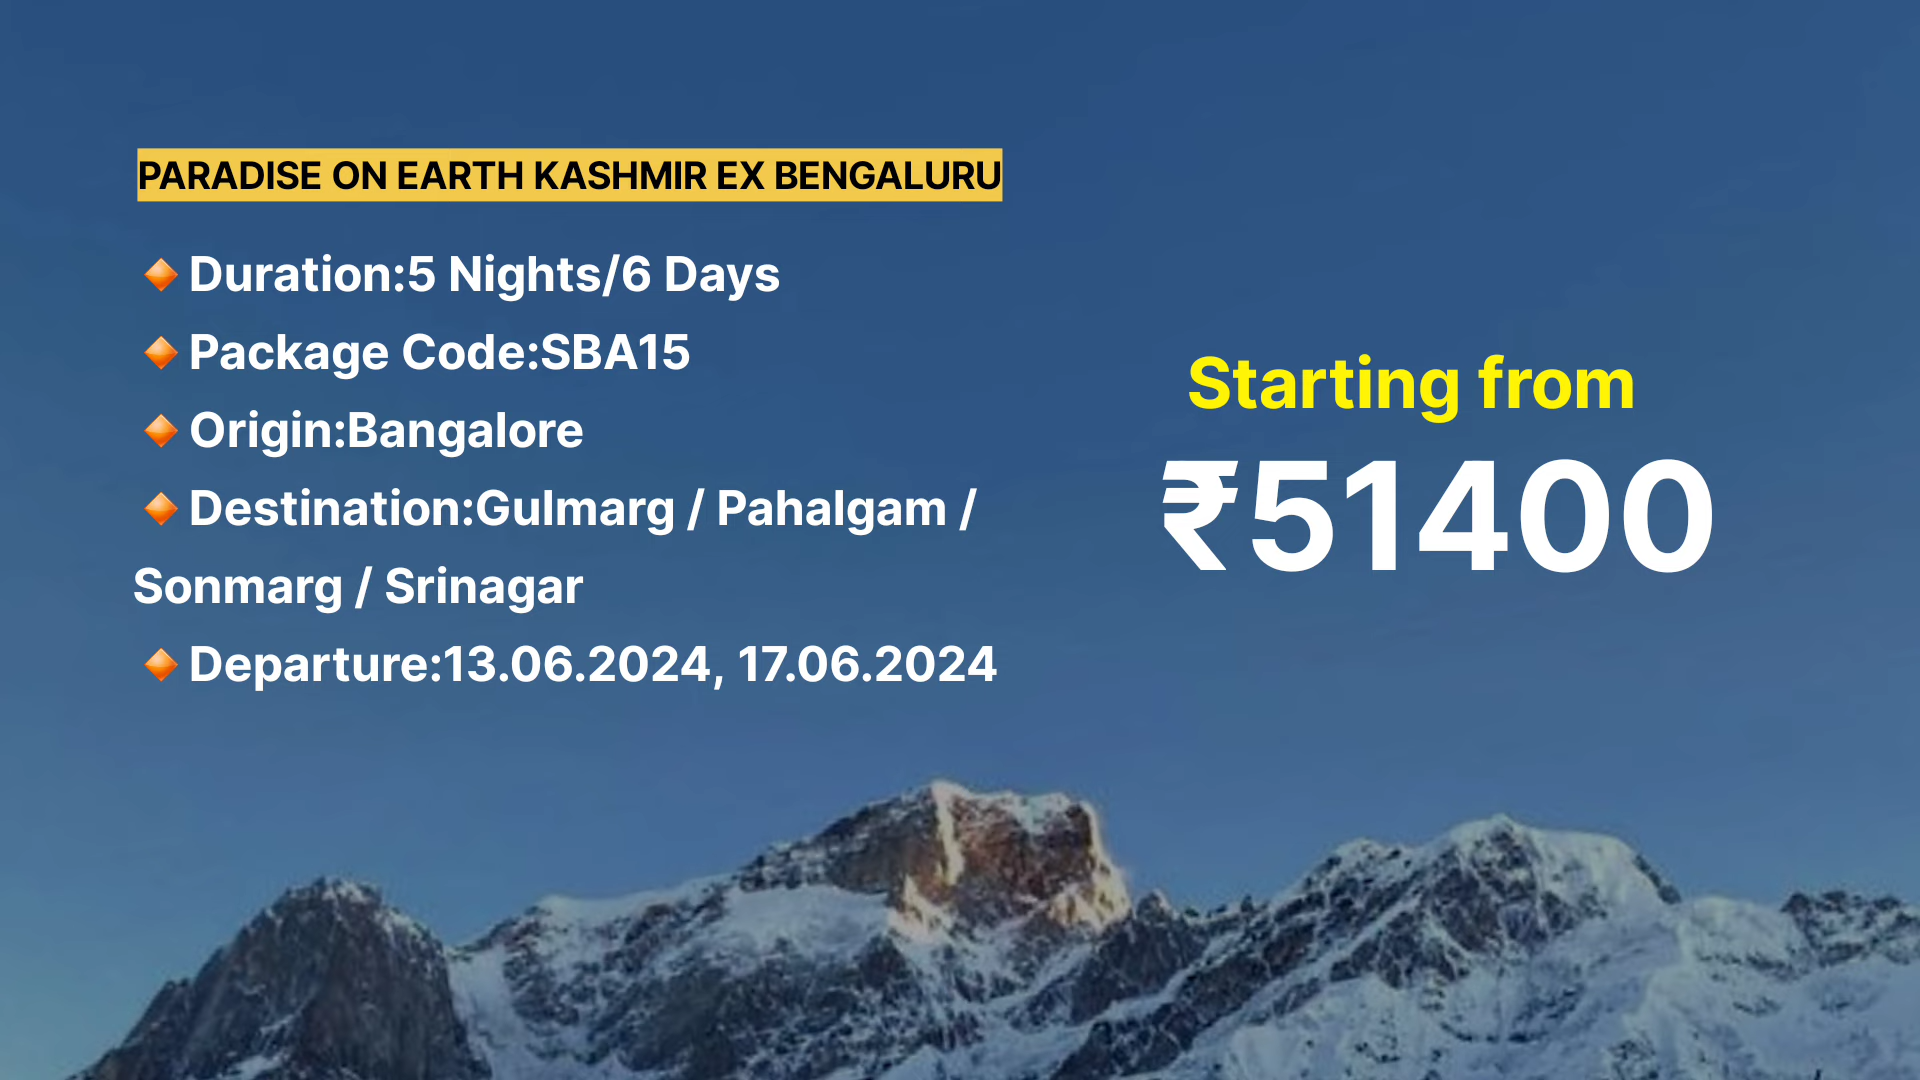 PARADISE ON EARTH KASHMIR EX BENGALURU
🔸Duration:5 Nights/6 Days
🔸Package Code:SBA15
🔸Origin:Bangalore
🔸Destination:Gulmarg / Pahalgam /
Sonmarg / Srinagar
🔸Departure:13.06.2024, 17.06.2024
Starting from
₹51400